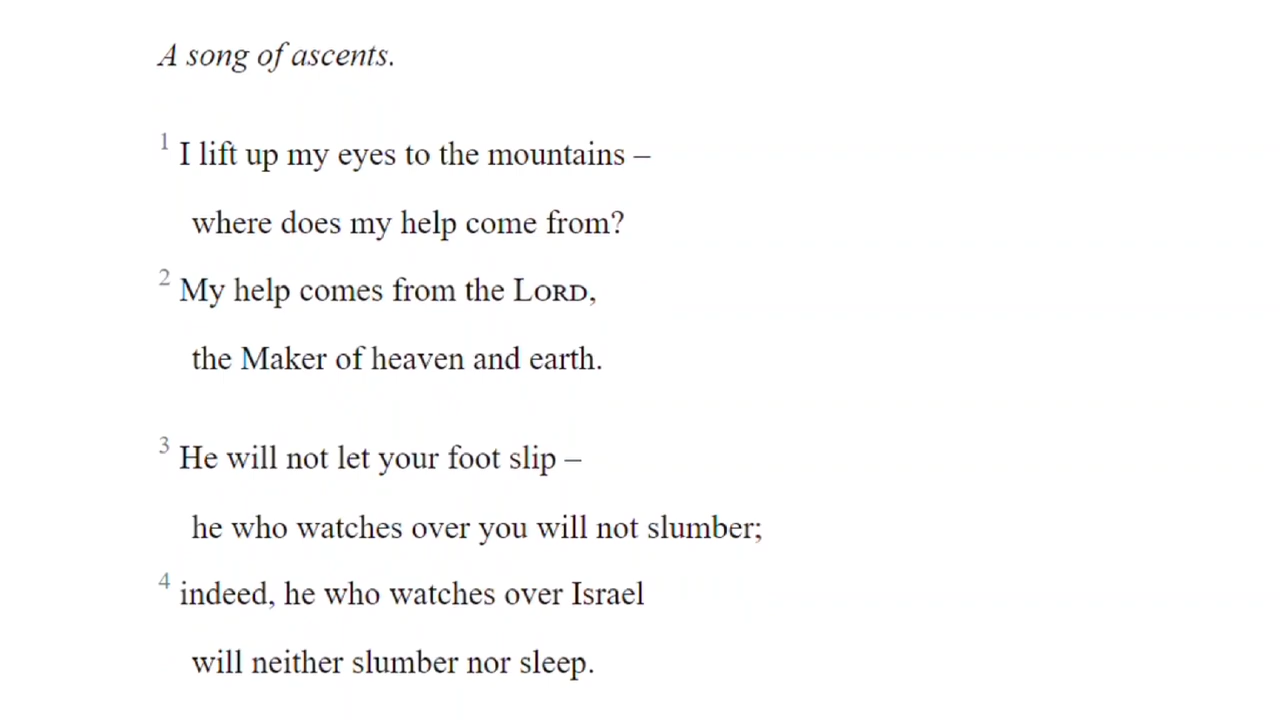 A song of ascents.
1 I lift up my eyes to the mountains –
where does my help come from?
2 My help comes from the LORD,
the Maker of heaven and earth.
3 He will not let your foot slip –
he who watches over you will not slumber;
4 indeed, he who watches over Israel
will neither slumber nor sleep.